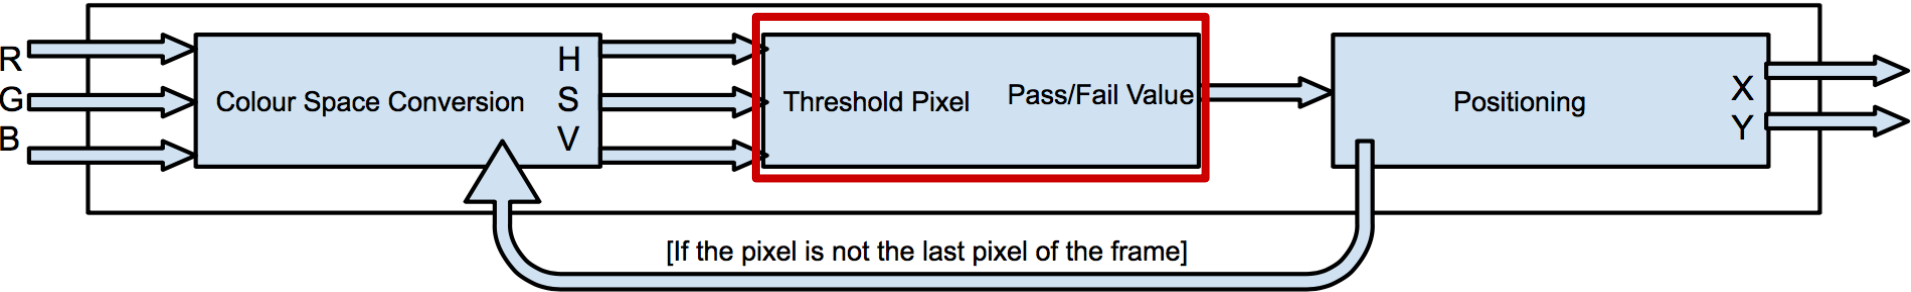 R
G
B
Colour Space Conversion
H
S
V
Threshold Pixel
Pass/Fail Value
Positioning
X
Y
[If the pixel is not the last pixel of the frame]